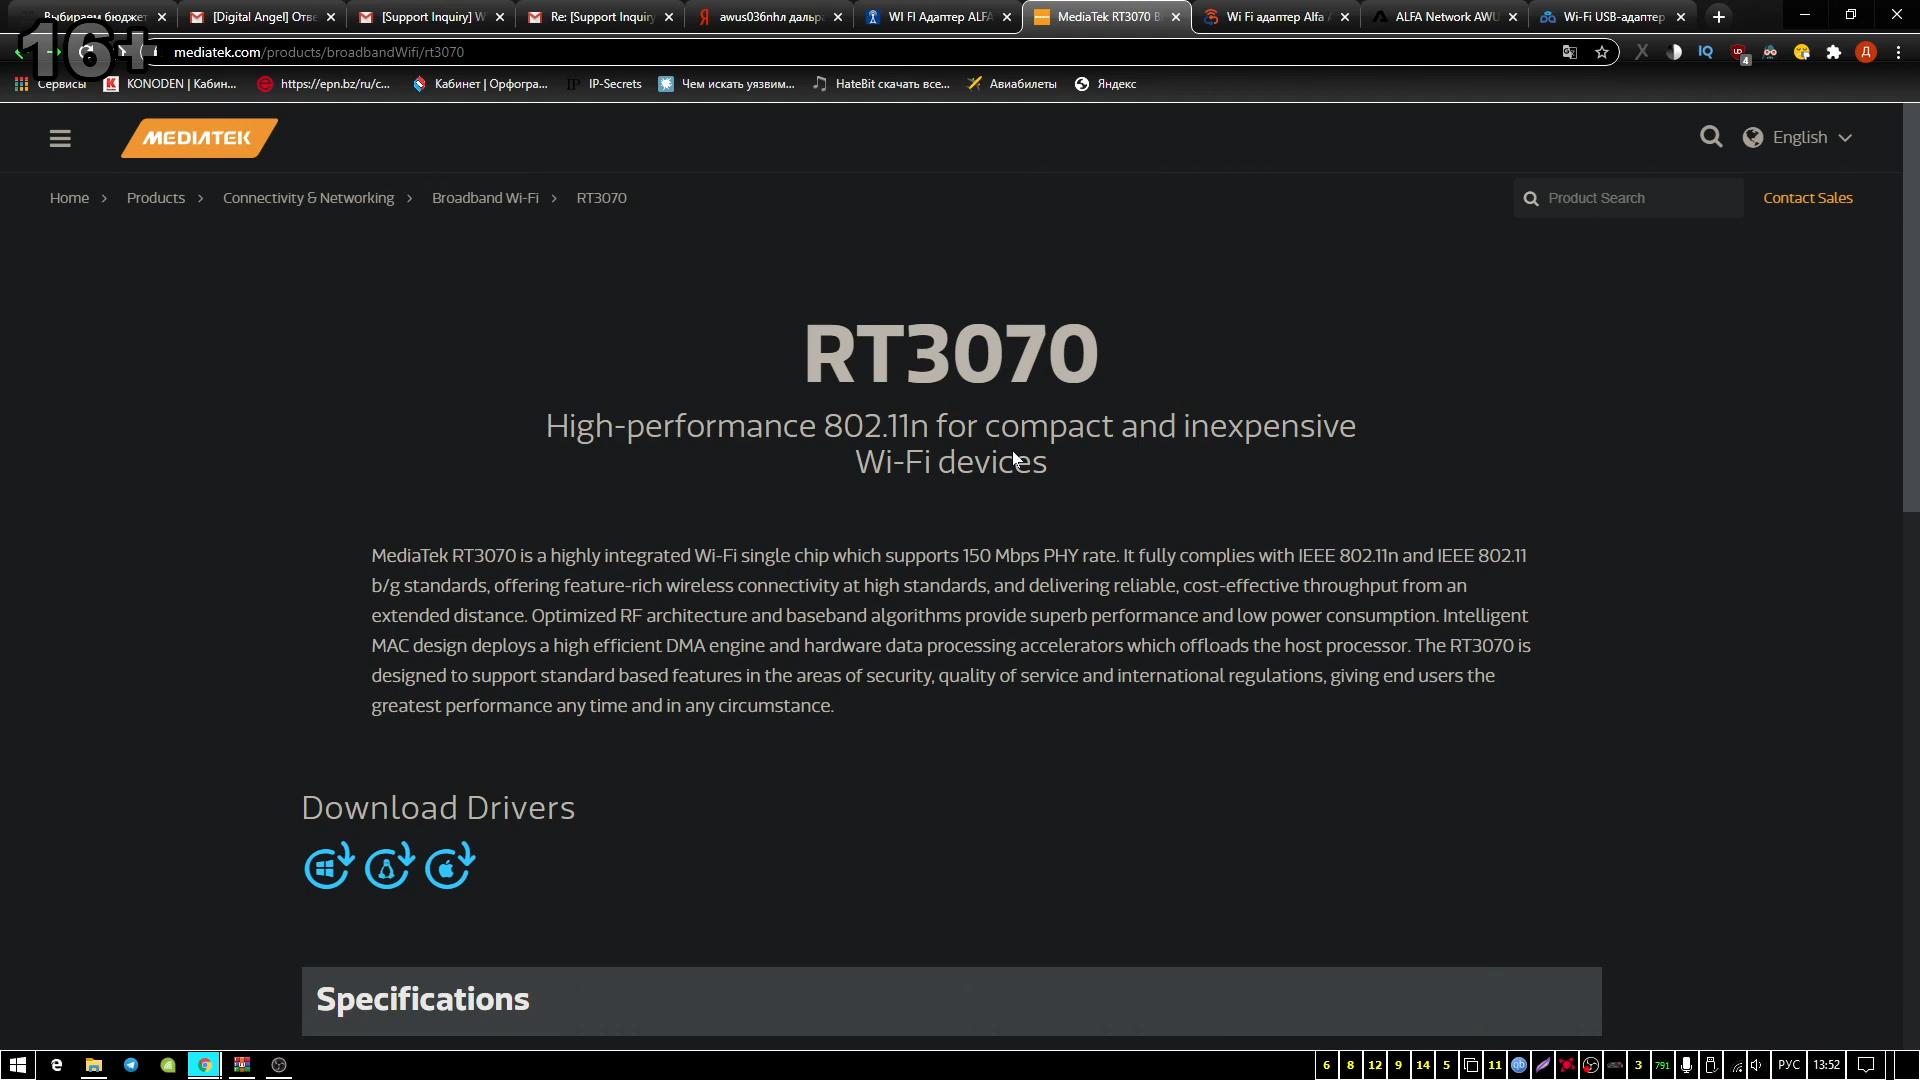 Выбираем бюджет
[Digital Angel] Отве
[Support Inquiry] W
Re: [Support Inquiry
awus036nhл дальр
WI FI Адаптер ALFA
MediaTek RT3070 B
Wi Fi адаптер Alfa
ALFA Network AWU
Wi-Fi USB-адаптер
16+
mediatek.com/products/broadbandWifi/rt3070
Сервисы
KONODEN | Кабин...
https://epn.bz/ru/c...
Кабинет | Орфогра...
IP-Secrets
Чем искать уязвим...
HateBit скачать все...
Авиабилеты
Яндекс
MEDIATEK
English
Home > Products > Connectivity & Networking > Broadband Wi-Fi > RT3070
Product Search
Contact Sales
RT3070
High-performance 802.11n for compact and inexpensive
Wi-Fi devices
MediaTek RT3070 is a highly integrated Wi-Fi single chip which supports 150 Mbps PHY rate. It fully complies with IEEE 802.11n and IEEE 802.11
b/g standards, offering feature-rich wireless connectivity at high standards, and delivering reliable, cost-effective throughput from an
extended distance. Optimized RF architecture and baseband algorithms provide superb performance and low power consumption. Intelligent
MAC design deploys a high efficient DMA engine and hardware data processing accelerators which offloads the host processor. The RT3070 is
designed to support standard based features in the areas of security, quality of service and international regulations, giving end users the
greatest performance any time and in any circumstance.
Download Drivers
Specifications
6 8 12 9 14 5 11 3 791 РУС 13:52